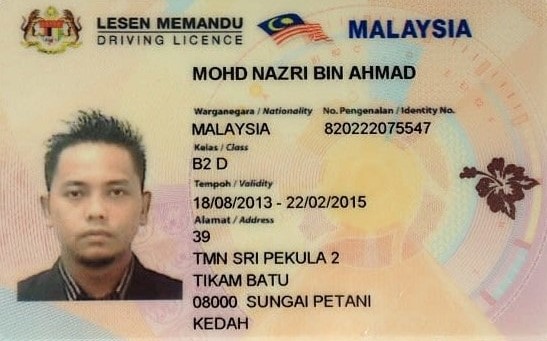 LESEN MEMANDU
DRIVING LICENCE
MALAYSIA
MOHD NAZRI BIN AHMAD
Warganegara / Nationality No. Pengenalan / Identity No.
MALAYSIA 820222075547
Kelas / Class
B2 D
Tempoh / Validity
18/08/2013 - 22/02/2015
Alamat / Address
39
TMN SRI PEKULA 2
TIKAM BATU
08000 SUNGAI PETANI
KEDAH